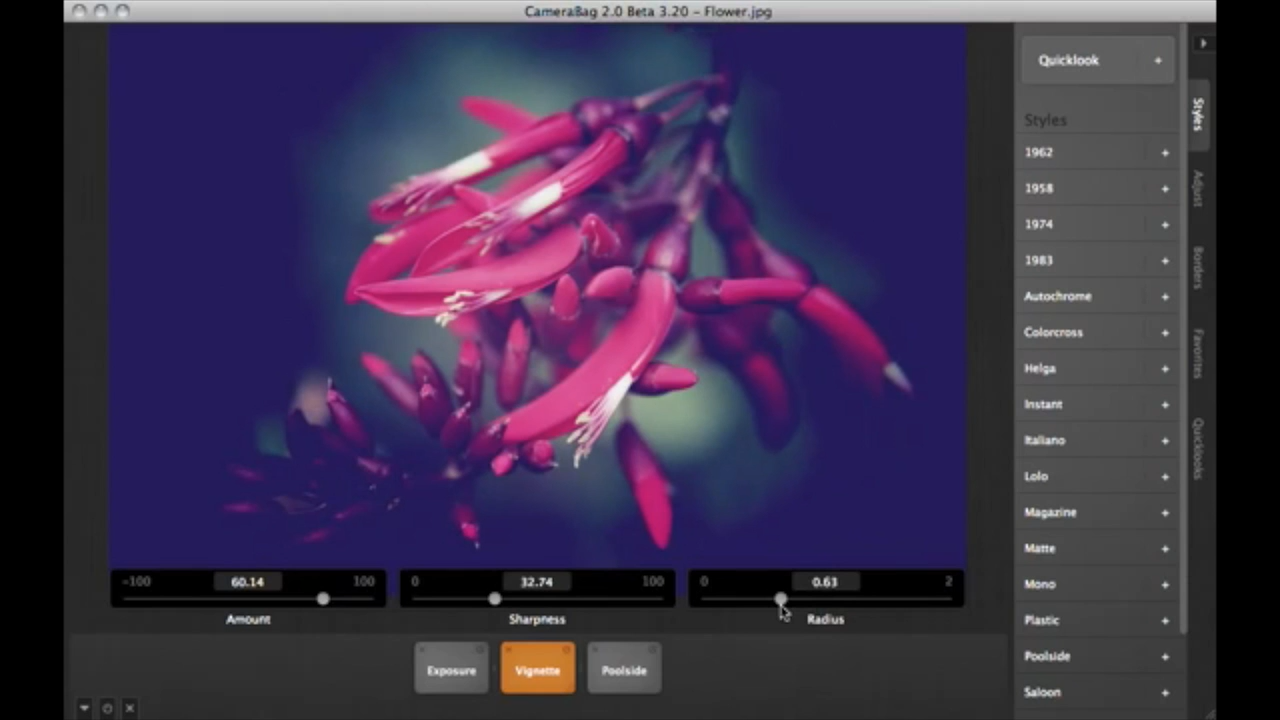 CameraBag 2.0 Beta 3.20 – Flower.jpg
Quicklook +
Styles
1962 +
1958 +
1974 +
1983 +
Autochrome +
Colorcross +
Helga +
Instant +
Italiano +
Lolo +
Magazine +
Matte +
Mono +
Plastic +
Poolside +
Saloon +
Styles
Adjust
Borders
Favorites
Quicklooks
-100 60.14 100
Amount
0 32.74 100
Sharpness
0 0.63 2
Radius
Exposure
Vignette
Poolside